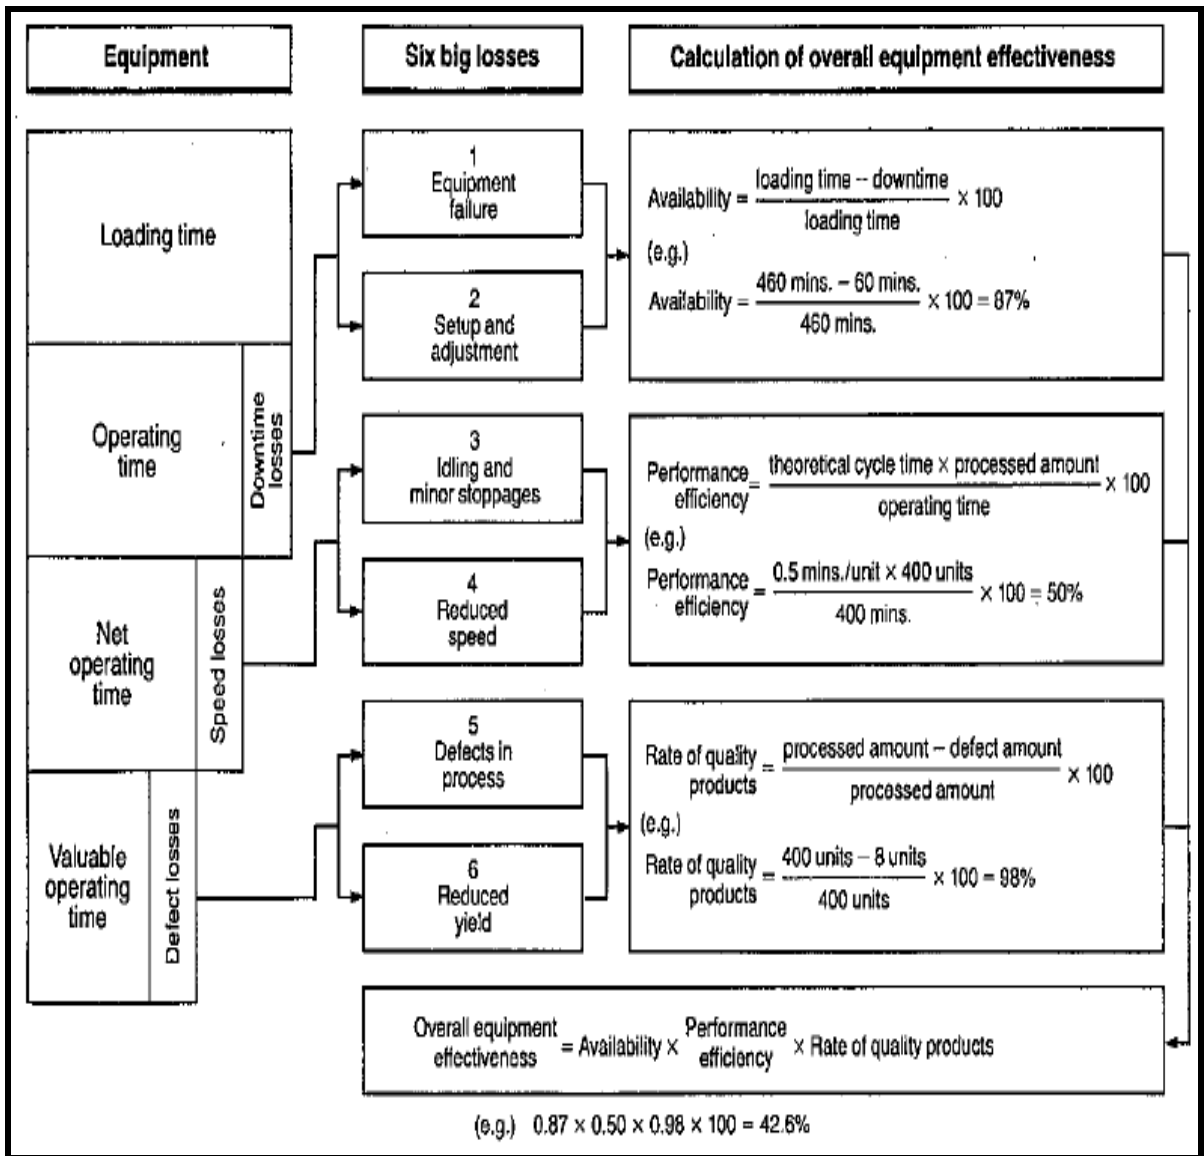 Equipment
Six big losses
Calculation of overall equipment effectiveness
Loading time
Operating
time
Downtime
losses
Net
operating
time
Speed losses
Valuable
operating
time
Defect losses
1
Equipment
failure
2
Setup and
adjustment
3
Idling and
minor stoppages
4
Reduced
speed
5
Defects in
process
6
Reduced
yield
Availability = loading time – downtime / loading time × 100
(e.g.)
Availability = 460 mins. – 60 mins. / 460 mins. × 100 = 87%
Performance efficiency = theoretical cycle time × processed amount / operating time × 100
(e.g.)
Performance efficiency = 0.5 mins./unit × 400 units / 400 mins. × 100 = 50%
Rate of quality products = processed amount – defect amount / processed amount × 100
(e.g.)
Rate of quality products = 400 units – 8 units / 400 units × 100 = 98%
Overall equipment effectiveness = Availability × Performance efficiency × Rate of quality products
(e.g.) 0.87 × 0.50 × 0.98 × 100 = 42.6%